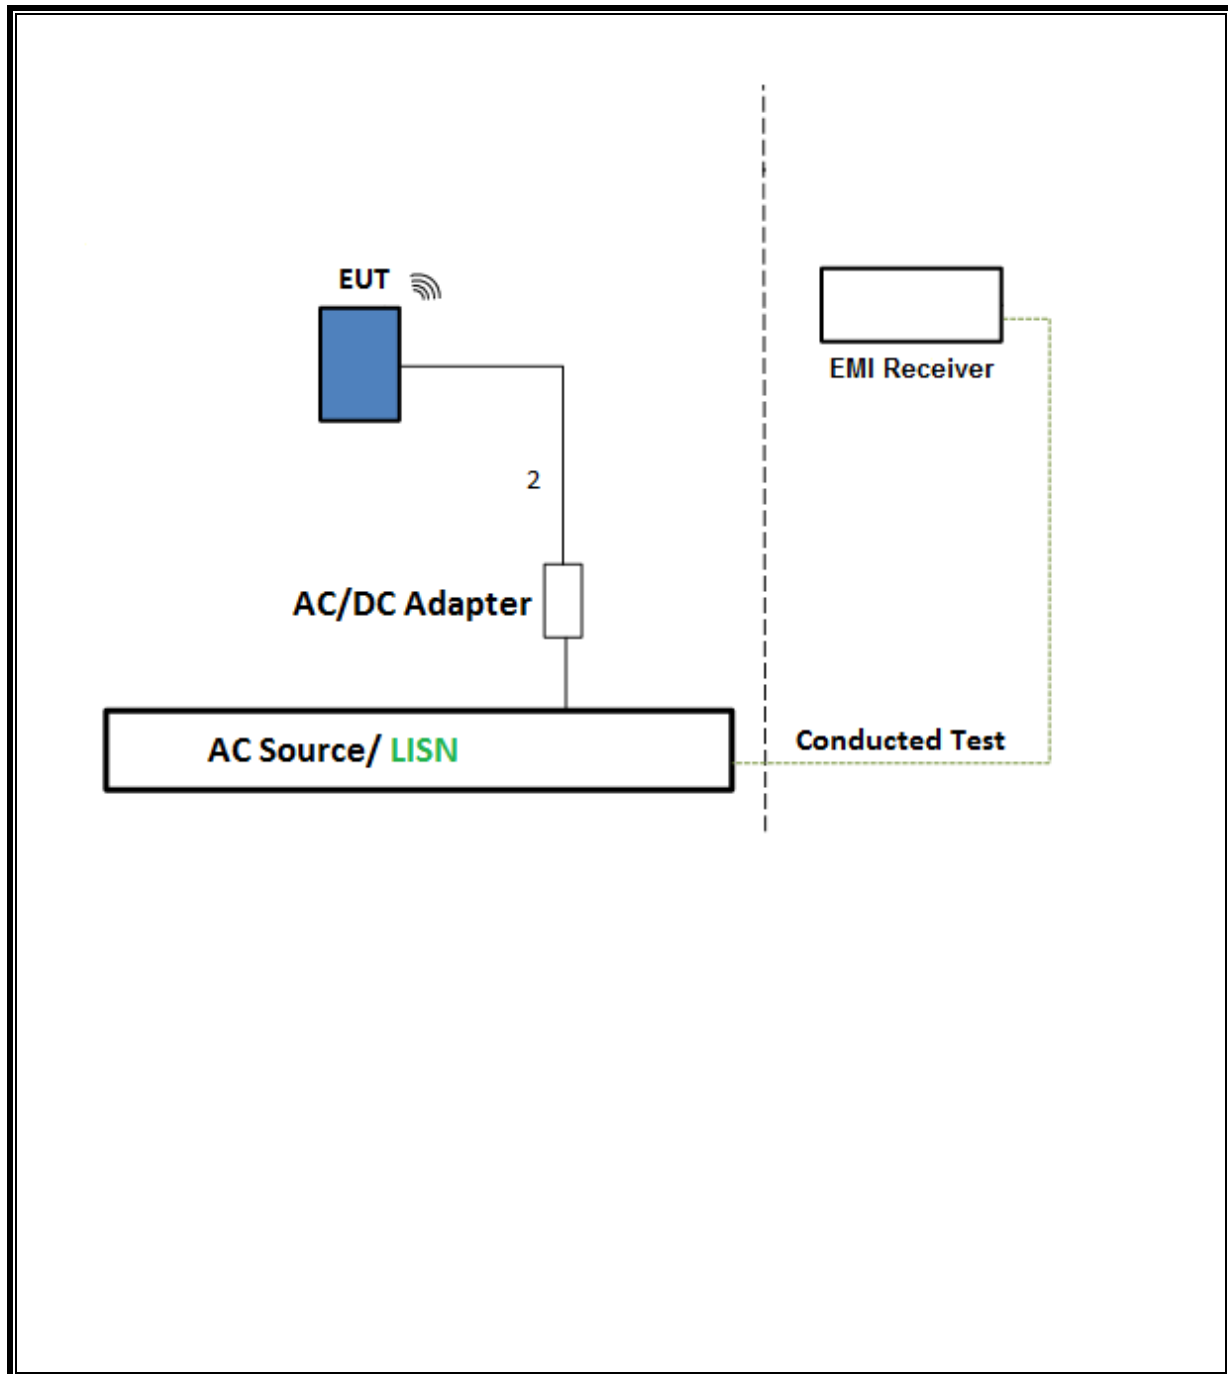 EUT
EMI Receiver
2
AC/DC Adapter
AC Source/ LISN
Conducted Test